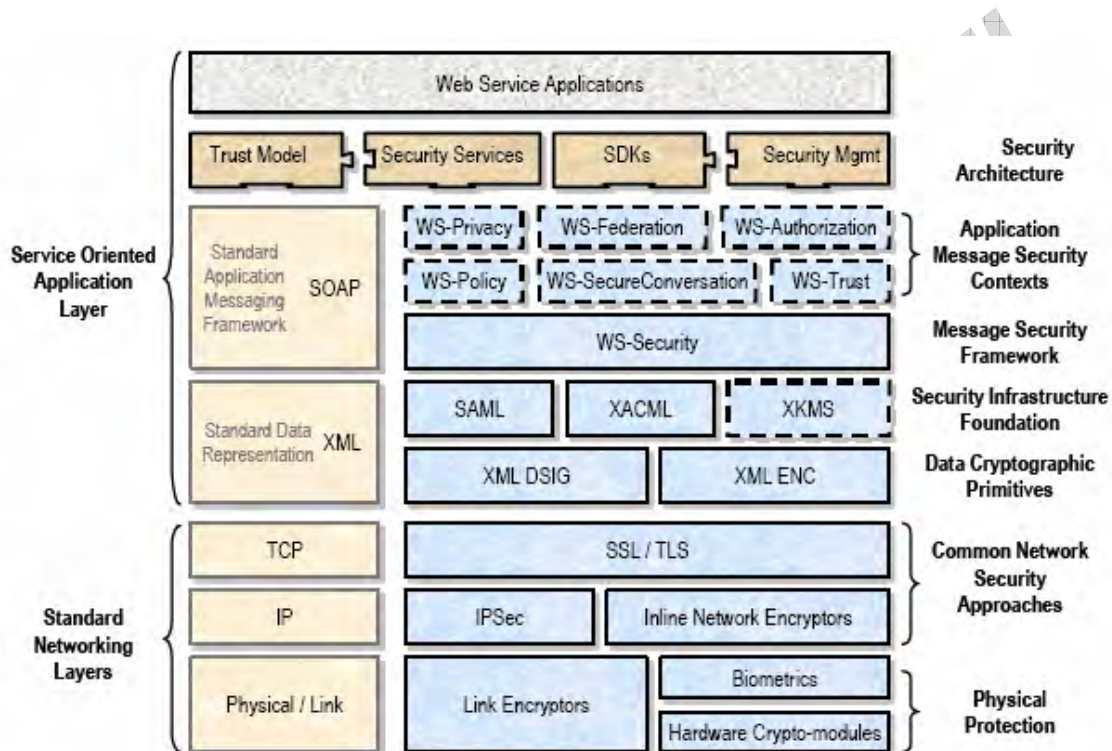 Web Service Applications
Trust Model
Security Services
SDKs
Security Mgmt
Security
Architecture
Service Oriented
Application
Layer
Standard
Application
Messaging
Framework
SOAP
WS-Privacy
WS-Federation
WS-Authorization
WS-Policy
WS-SecureConversation
WS-Trust
Application
Message Security
Contexts
WS-Security
Message Security
Framework
Standard Data
Representation
XML
SAML
XACML
XKMS
Security Infrastructure
Foundation
XML DSIG
XML ENC
Data Cryptographic
Primitives
Standard
Networking
Layers
TCP
SSL / TLS
IP
IPSec
Inline Network Encryptors
Common Network
Security
Approaches
Physical / Link
Link Encryptors
Biometrics
Hardware Crypto-modules
Physical
Protection